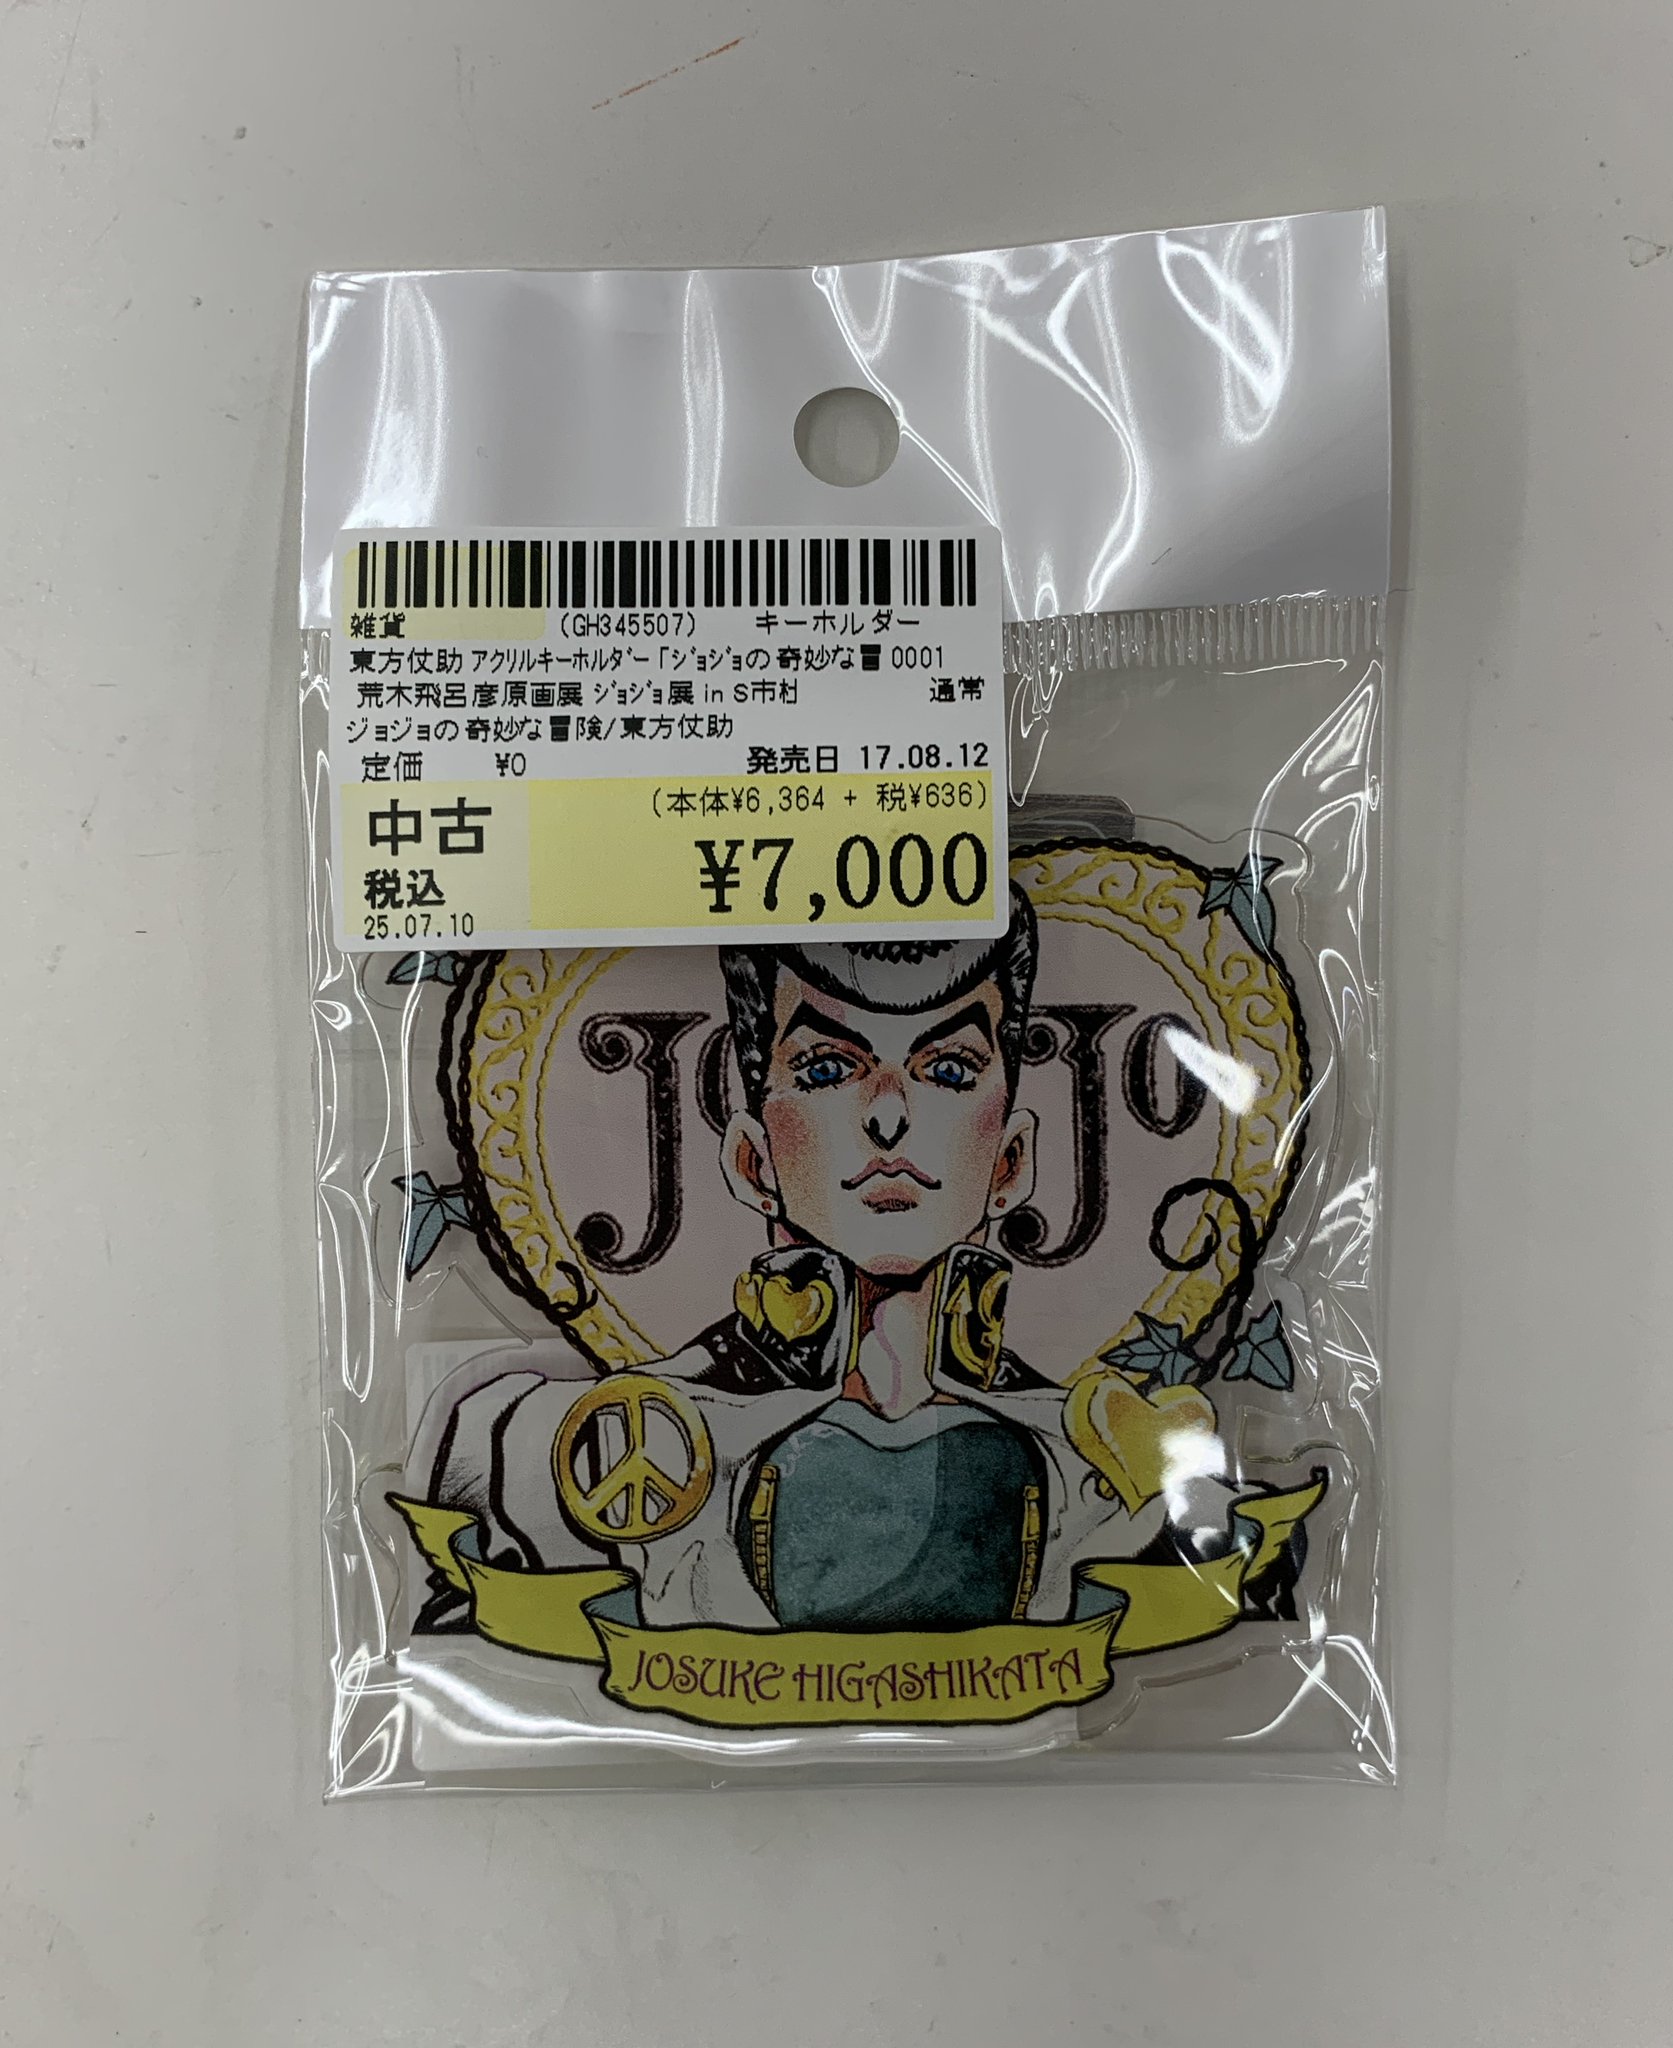 雑貨 (GH345507) キーホルダー
東方仗助 アクリルキーホルダー「ジョジョの奇妙な冒 0001
荒木飛呂彦原画展 ジョジョ展 in S市杜 通常
ジョジョの奇妙な冒険/東方仗助
定価 ¥0 発売日 17.08.12
中古 (本体¥6,364 + 税¥636)
税込 ¥7,000
25.07.10
JoJo
JOSUKE HIGASHIKATA